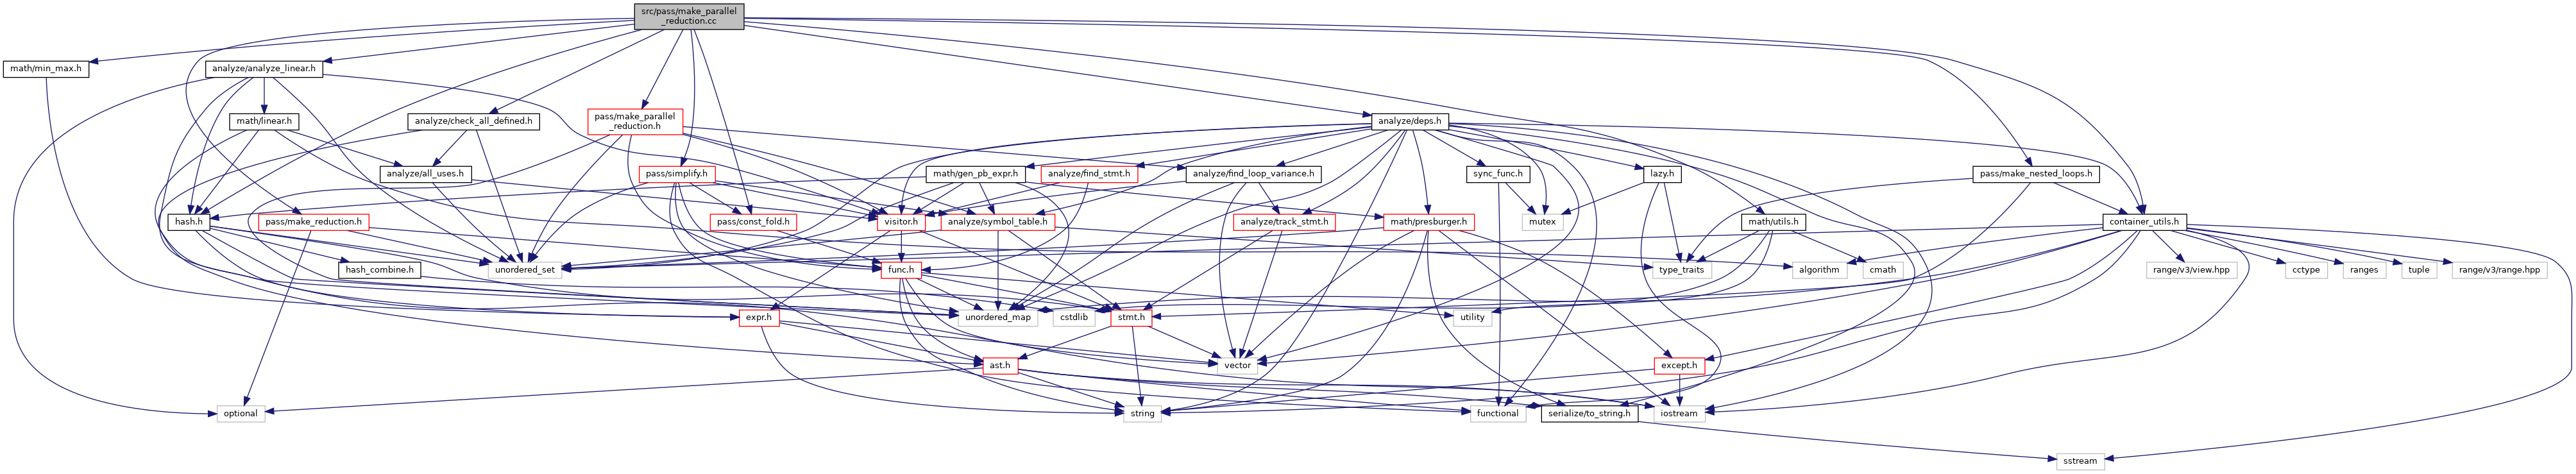 src/pass/make_parallel
_reduction.cc
math/min_max.h
analyze/analyze_linear.h
math/linear.h
analyze/check_all_defined.h
pass/make_parallel
_reduction.h
analyze/deps.h
analyze/all_uses.h
pass/simplify.h
math/gen_pb_expr.h
analyze/find_stmt.h
analyze/find_loop_variance.h
sync_func.h
lazy.h
pass/make_nested_loops.h
hash.h
pass/make_reduction.h
pass/const_fold.h
visitor.h
analyze/symbol_table.h
analyze/track_stmt.h
math/presburger.h
mutex
math/utils.h
container_utils.h
hash_combine.h
unordered_set
func.h
type_traits
algorithm
cmath
range/v3/view.hpp
cctype
ranges
tuple
range/v3/range.hpp
expr.h
unordered_map
cstdlib
stmt.h
utility
ast.h
vector
except.h
optional
string
functional
serialize/to_string.h
iostream
sstream